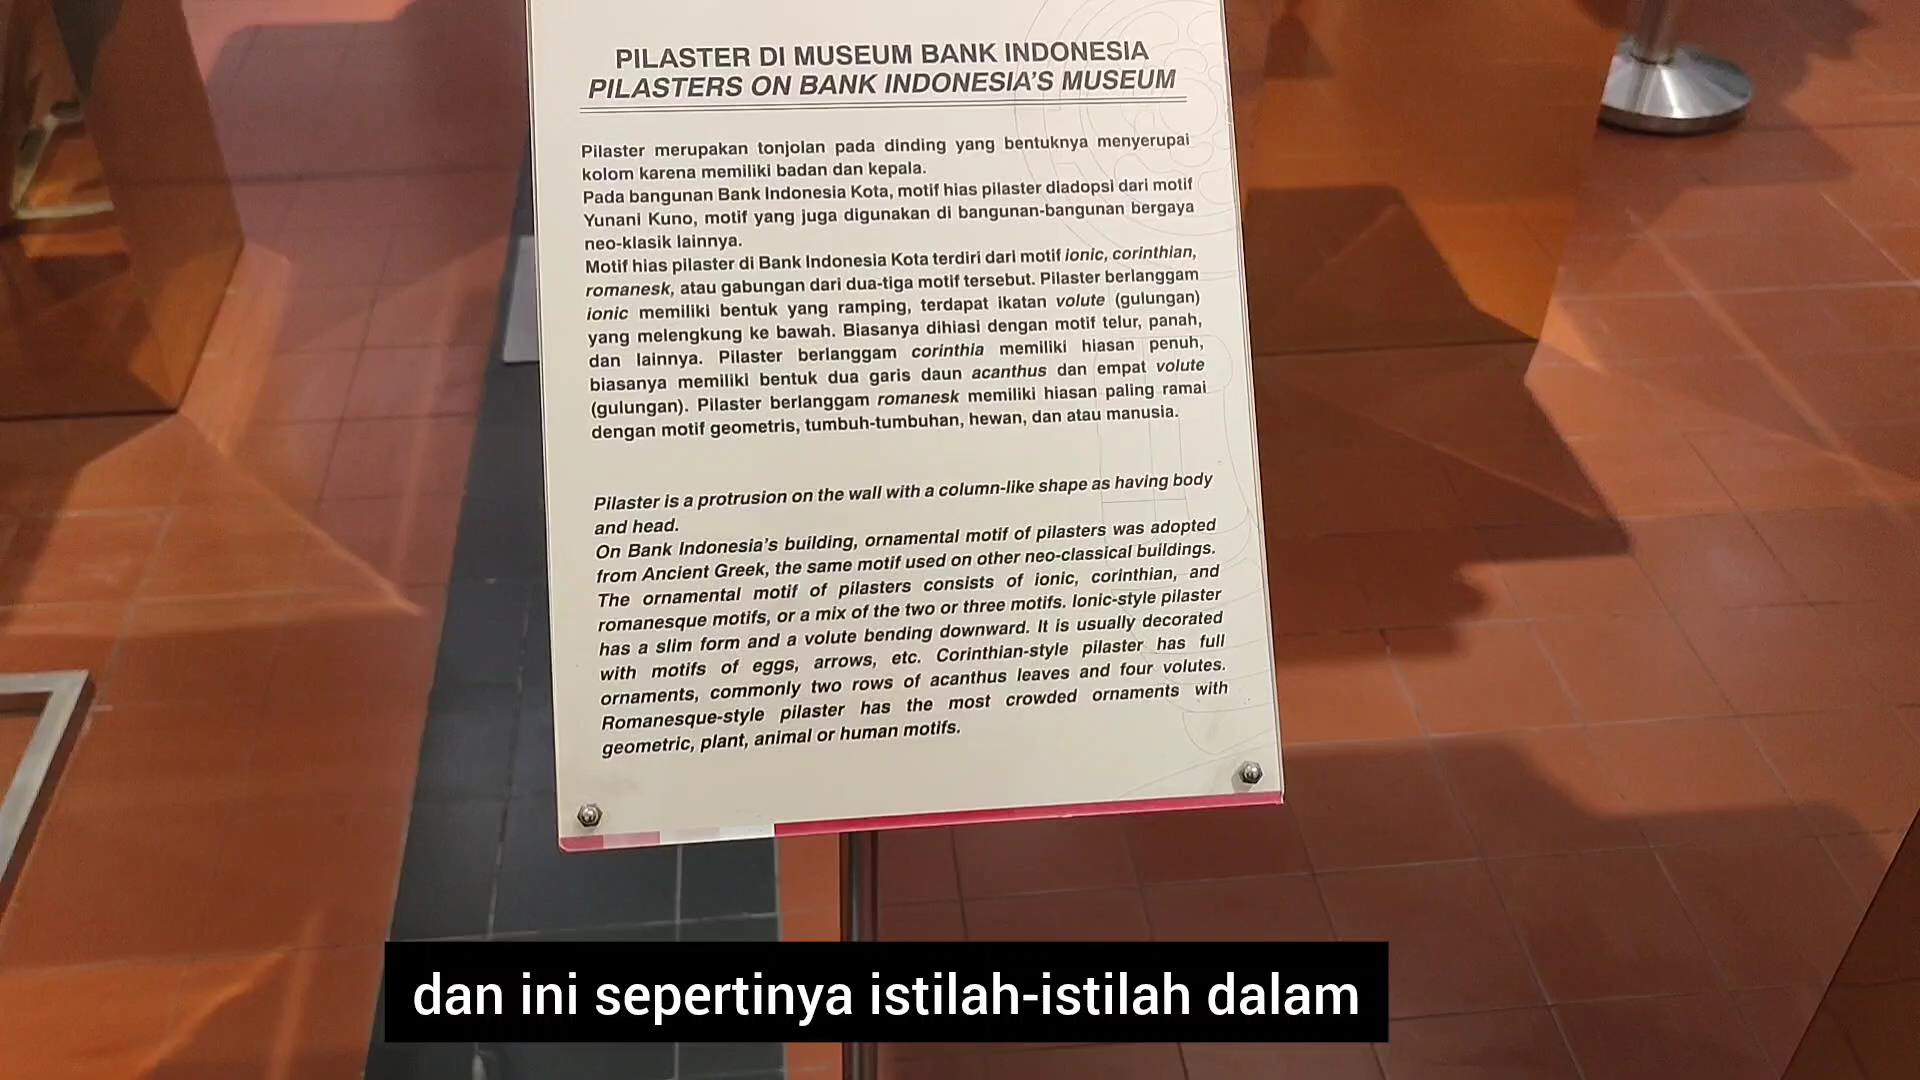 PILASTER DI MUSEUM BANK INDONESIA
PILASTERS ON BANK INDONESIA'S MUSEUM
Pilaster merupakan tonjolan pada dinding yang bentuknya menyerupai
kolom karena memiliki badan dan kepala.
Pada bangunan Bank Indonesia Kota, motif hias pilaster diadopsi dari motif
Yunani Kuno, motif yang juga digunakan di bangunan-bangunan bergaya
neo-klasik lainnya.
Motif hias pilaster di Bank Indonesia Kota terdiri dari motif ionic, corinthian,
romanesk, atau gabungan dari dua-tiga motif tersebut. Pilaster berlanggam
ionic memiliki bentuk yang ramping, terdapat ikatan volute (gulungan)
yang melengkung ke bawah. Biasanya dihiasi dengan motif telur, panah,
dan lainnya. Pilaster berlanggam corinthia memiliki hiasan penuh,
biasanya memiliki bentuk dua garis daun acanthus dan empat volute
(gulungan). Pilaster berlanggam romanesk memiliki hiasan paling ramai
dengan motif geometris, tumbuh-tumbuhan, hewan, dan atau manusia.
Pilaster is a protrusion on the wall with a column-like shape as having body
and head.
On Bank Indonesia's building, ornamental motif of pilasters was adopted
from Ancient Greek, the same motif used on other neo-classical buildings.
The ornamental motif of pilasters consists of ionic, corinthian, and
romanesque motifs, or a mix of the two or three motifs. Ionic-style pilaster
has a slim form and a volute bending downward. It is usually decorated
with motifs of eggs, arrows, etc. Corinthian-style pilaster has full
ornaments, commonly two rows of acanthus leaves and four volutes.
Romanesque-style pilaster has the most crowded ornaments with
geometric, plant, animal or human motifs.
dan ini sepertinya istilah-istilah dalam